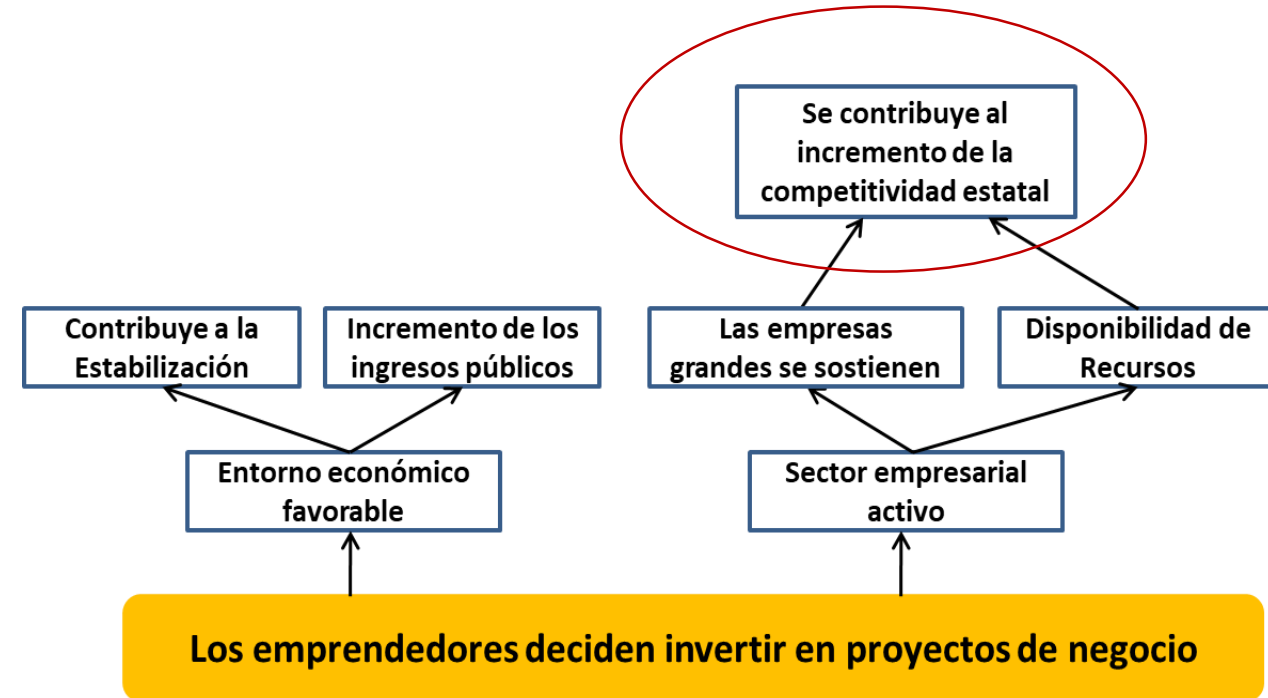 Se contribuye al
incremento de la
competitividad estatal
Contribuye a la
Estabilización
Incremento de los
ingresos públicos
Las empresas
grandes se sostienen
Disponibilidad de
Recursos
Entorno económico
favorable
Sector empresarial
activo
Los emprendedores deciden invertir en proyectos de negocio